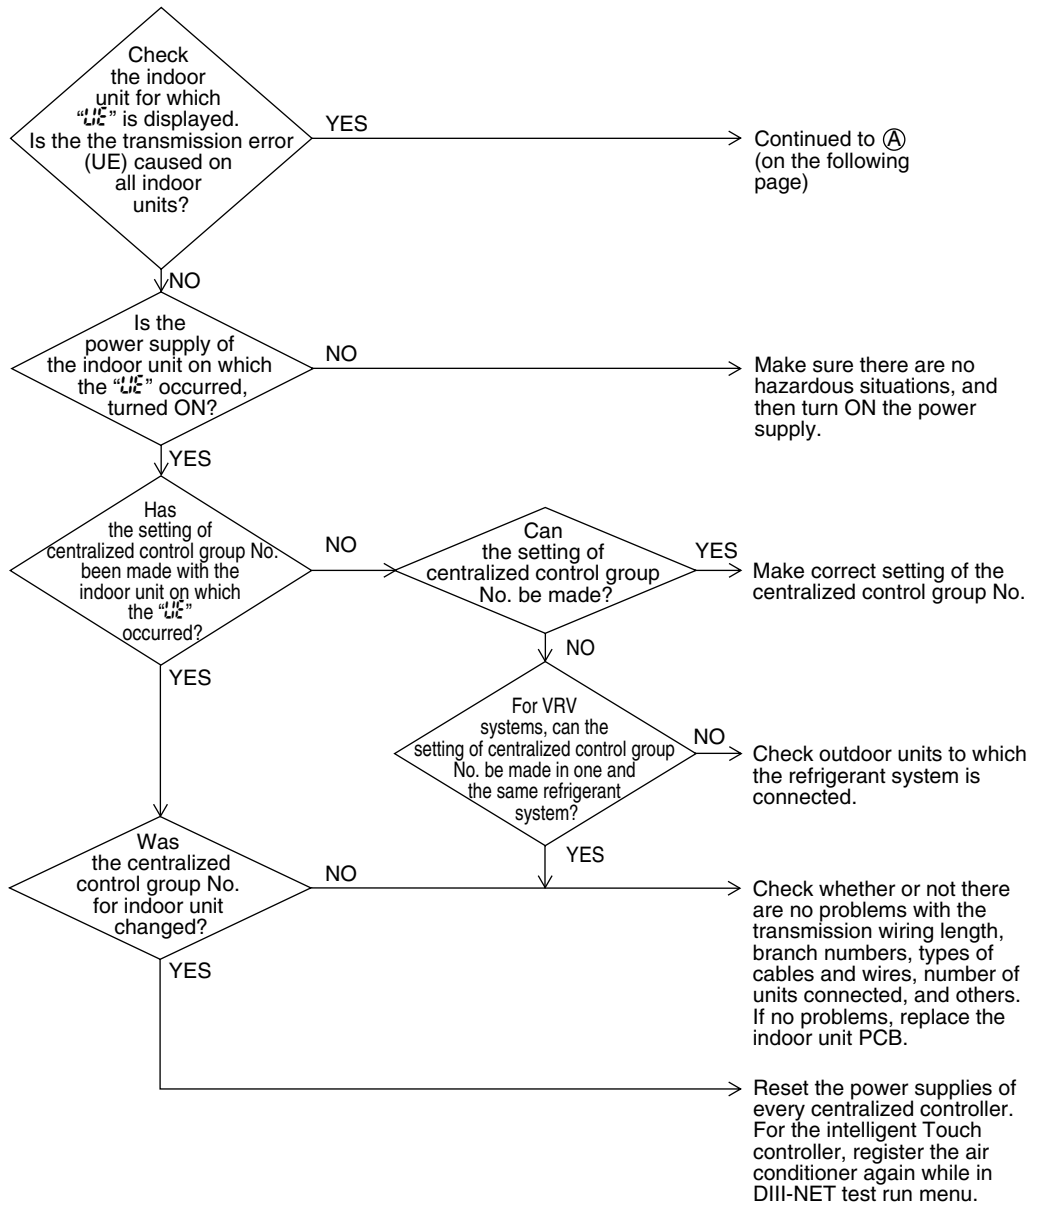 Check
the indoor
unit for which
“UE” is displayed.
Is the the transmission error
(UE) caused on
all indoor
units?
YES
Continued to Ⓐ
(on the following
page)
NO
Is the
power supply of
the indoor unit on which
the “UE” occurred,
turned ON?
NO
Make sure there are no
hazardous situations, and
then turn ON the power
supply.
YES
Has
the setting of
centralized control group No.
been made with the
indoor unit on which
the “UE”
occurred?
NO
Can
the setting of
centralized control group
No. be made?
YES
Make correct setting of the
centralized control group No.
NO
YES
For VRV
systems, can the
setting of centralized control group
No. be made in one and
the same refrigerant
system?
NO
Check outdoor units to which
the refrigerant system is
connected.
YES
Was
the centralized
control group No.
for indoor unit
changed?
NO
Check whether or not there
are no problems with the
transmission wiring length,
branch numbers, types of
cables and wires, number of
units connected, and others.
If no problems, replace the
indoor unit PCB.
YES
Reset the power supplies of
every centralized controller.
For the intelligent Touch
controller, register the air
conditioner again while in
DIII-NET test run menu.